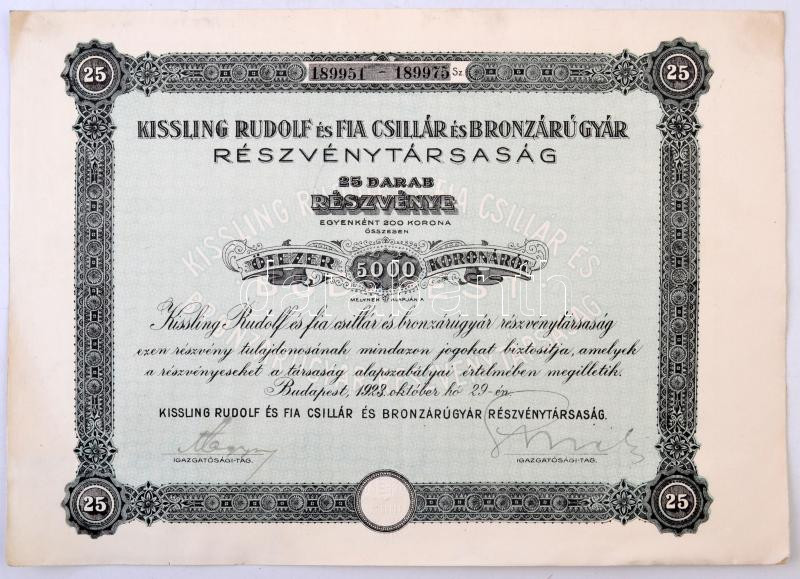 25 189951 - 189975 Sz 25
KISSLING RUDOLF és FIA CSILLÁR és BRONZÁRÚGYÁR
RÉSZVÉNYTÁRSASÁG
25 DARAB
RÉSZVÉNYE
EGYENKÉNT 200 KORONA
ÖSSZESEN
ÖTEZER 5000 KORONÁRÓL
MELYNEK ALAPJÁN A
Kissling Rudolf és fia csillár és bronzárúgyár részvénytársaság
ezen részvény tulajdonosának mindazon jogokat biztosítja, amelyek
a részvényeseket a társaság alapszabályai értelmében megilletik.
Budapest, 1923. október hó 29-én.
KISSLING RUDOLF ÉS FIA CSILLÁR ÉS BRONZÁRÚGYÁR RÉSZVÉNYTÁRSASÁG.
IGAZGATÓSÁGI-TAG. IGAZGATÓSÁGI-TAG.
25 25